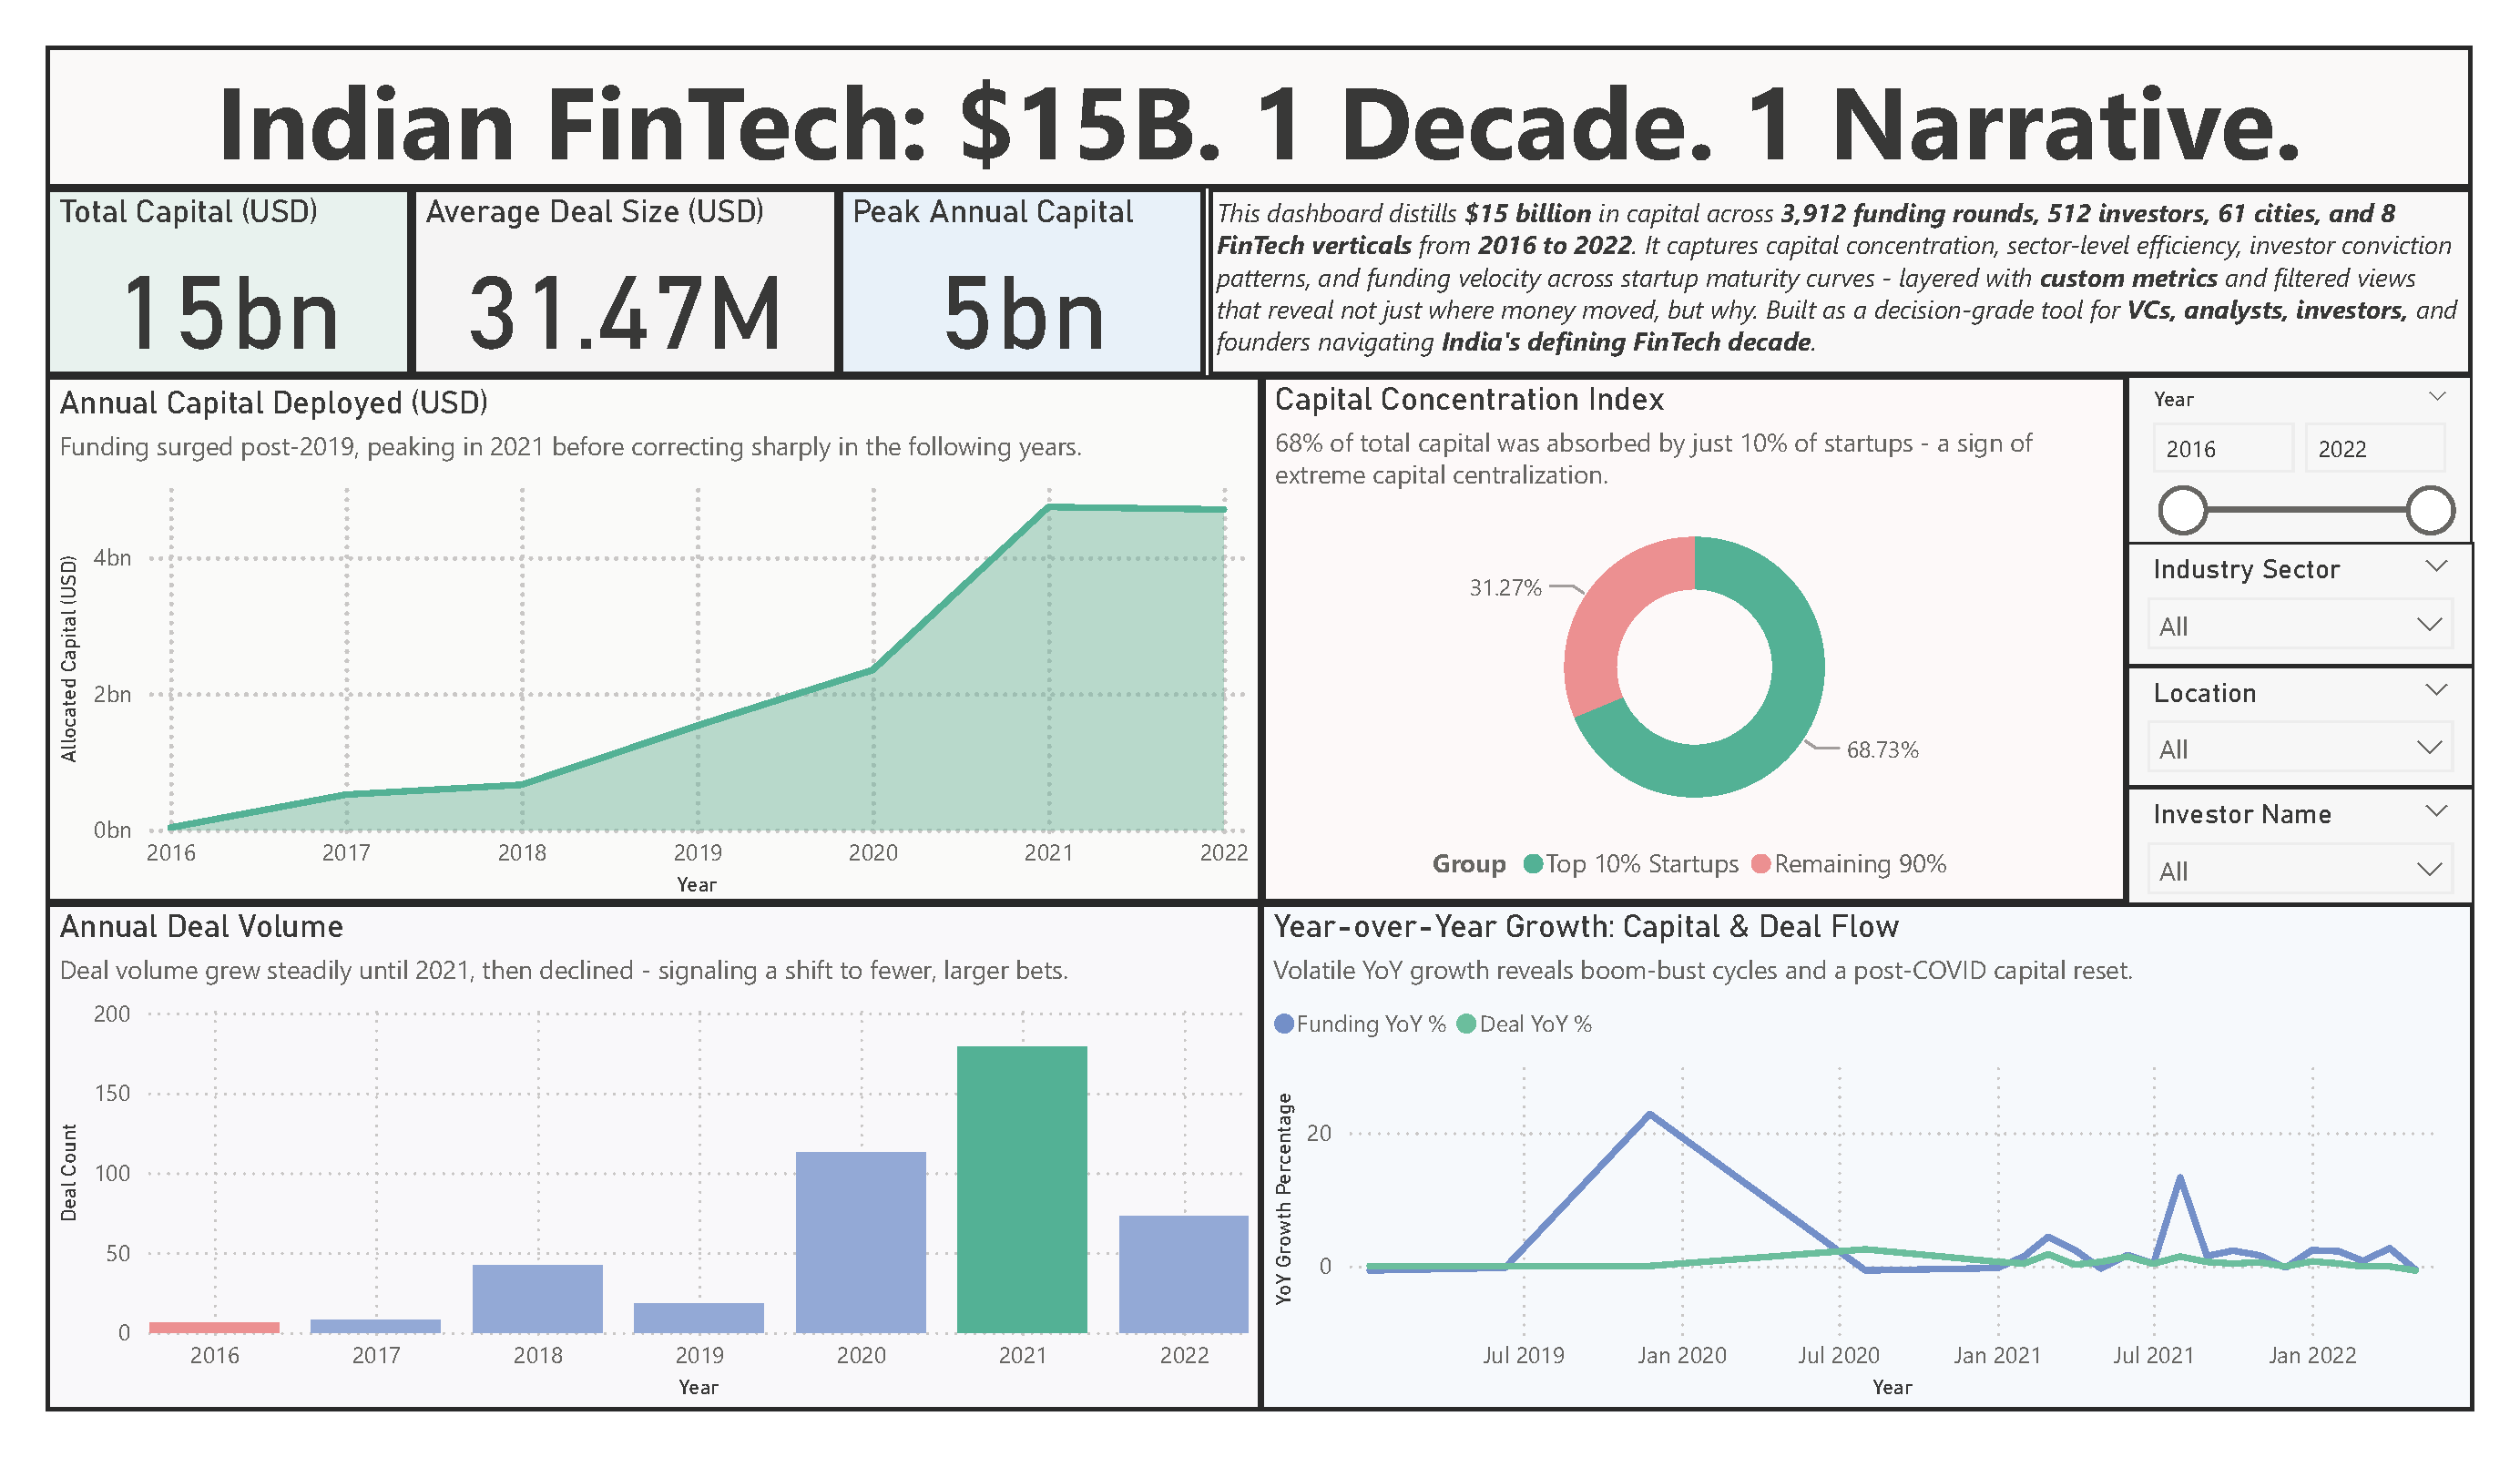 Indian FinTech: $15B. 1 Decade. 1 Narrative.
Total Capital (USD)
15bn
Average Deal Size (USD)
31.47M
Peak Annual Capital
5bn
This dashboard distills $15 billion in capital across 3,912 funding rounds, 512 investors, 61 cities, and 8
FinTech verticals from 2016 to 2022. It captures capital concentration, sector-level efficiency, investor conviction
patterns, and funding velocity across startup maturity curves - layered with custom metrics and filtered views
that reveal not just where money moved, but why. Built as a decision-grade tool for VCs, analysts, investors, and
founders navigating India's defining FinTech decade.
Annual Capital Deployed (USD)
Funding surged post-2019, peaking in 2021 before correcting sharply in the following years.
Allocated Capital (USD)
4bn
2bn
0bn
2016 2017 2018 2019 2020 2021 2022
Year
Capital Concentration Index
68% of total capital was absorbed by just 10% of startups - a sign of
extreme capital centralization.
31.27%
68.73%
Group Top 10% Startups Remaining 90%
Year
2016 2022
Industry Sector
All
Location
All
Investor Name
All
Annual Deal Volume
Deal volume grew steadily until 2021, then declined - signaling a shift to fewer, larger bets.
Deal Count
200
150
100
50
0
2016 2017 2018 2019 2020 2021 2022
Year
Year-over-Year Growth: Capital & Deal Flow
Volatile YoY growth reveals boom-bust cycles and a post-COVID capital reset.
Funding YoY % Deal YoY %
YoY Growth Percentage
20
0
Jul 2019 Jan 2020 Jul 2020 Jan 2021 Jul 2021 Jan 2022
Year